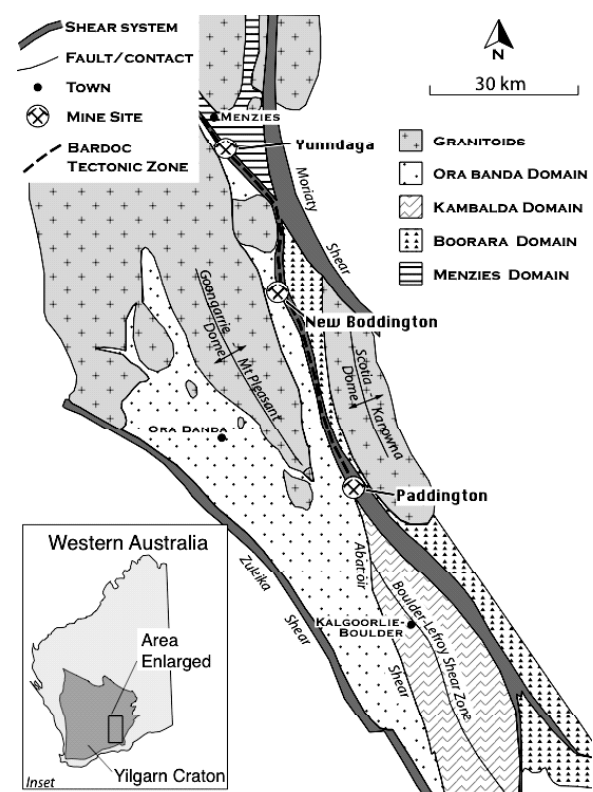 SHEAR SYSTEM
FAULT/CONTACT
TOWN
MINE SITE
BARDOC
TECTONIC ZONE
N
30 km
GRANITOIDS
ORA BANDA DOMAIN
KAMBALDA DOMAIN
BOORARA DOMAIN
MENZIES DOMAIN
MENZIES
Yunndaga
Moriaty
Shear
Goongarrie
Dome
Mt Pleasant
New Boddington
Scotia
Dome
Kanowna
ORA BANDA
Paddington
Zulkika
Shear
Abatoir
Shear
Boulder-Lefroy Shear Zone
KALGOORLIE-
BOULDER
Western Australia
Area
Enlarged
Yilgarn Craton
Inset